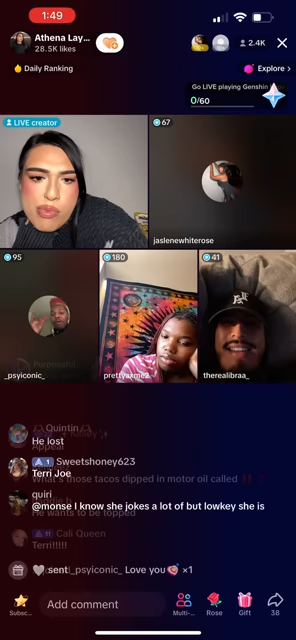 1:49
Athena Lay...
28.5K likes
2.4K
Daily Ranking
Explore >
Go LIVE playing Genshin
0/60
LIVE creator
67
jaslenewhiterose
95
180
41
_psyiconic_
prettyaxme2
therealibraa_
Quintin
He lost
1 Sweetshoney623
Terri Joe
What's those tacos dipped in motor oil called
quiri
@monse I know she jokes a lot of but lowkey she is
He wants to be topped
11 Cali Queen
Terri!!!!!
sent
_psyiconic_ Love you ×1
Subsc...
Add comment
Multi-...
Rose
Gift
38